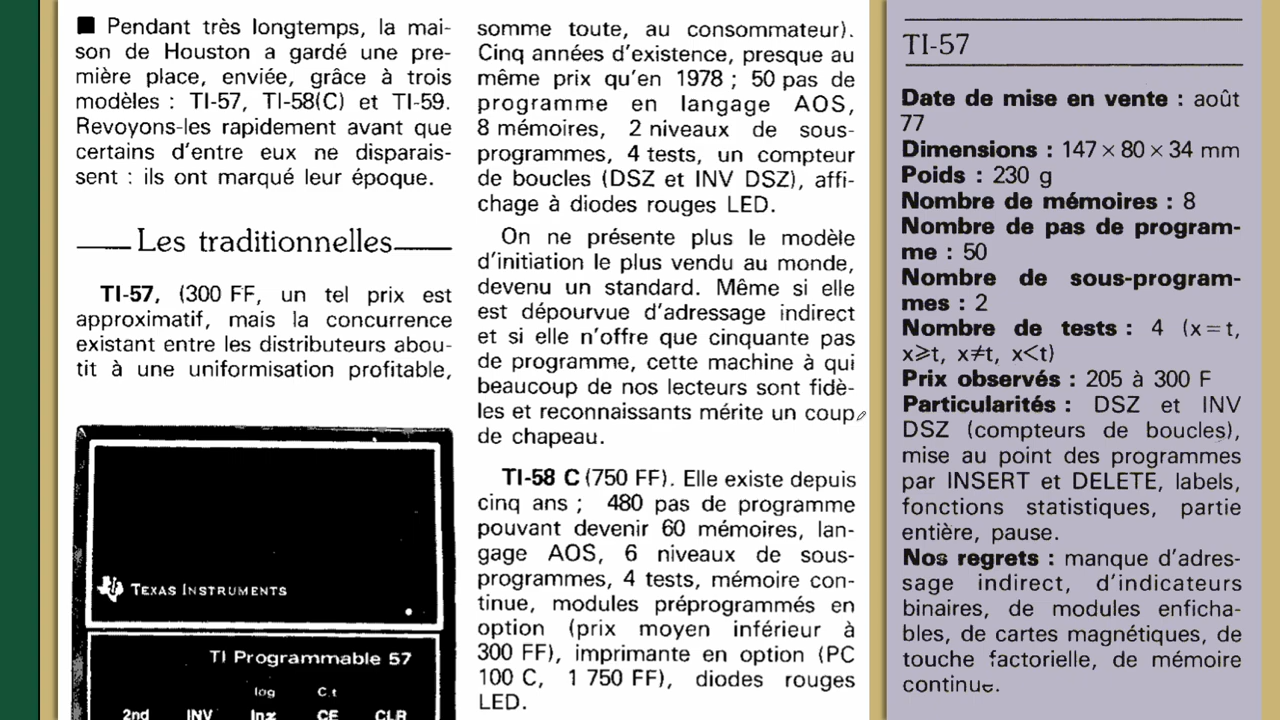 ■ Pendant très longtemps, la mai-
son de Houston a gardé une pre-
mière place, enviée, grâce à trois
modèles : TI-57, TI-58(C) et TI-59.
Revoyons-les rapidement avant que
certains d'entre eux ne disparais-
sent : ils ont marqué leur époque.
Les traditionnelles
TI-57, (300 FF, un tel prix est
approximatif, mais la concurrence
existant entre les distributeurs abou-
tit à une uniformisation profitable,
TEXAS INSTRUMENTS
TI Programmable 57
log C.t
2nd INV lnx CE CLR
somme toute, au consommateur).
Cinq années d'existence, presque au
même prix qu'en 1978 ; 50 pas de
programme en langage AOS,
8 mémoires, 2 niveaux de sous-
programmes, 4 tests, un compteur
de boucles (DSZ et INV DSZ), affi-
chage à diodes rouges LED.
On ne présente plus le modèle
d'initiation le plus vendu au monde,
devenu un standard. Même si elle
est dépourvue d'adressage indirect
et si elle n'offre que cinquante pas
de programme, cette machine à qui
beaucoup de nos lecteurs sont fidè-
les et reconnaissants mérite un coup
de chapeau.
TI-58 C (750 FF). Elle existe depuis
cinq ans ; 480 pas de programme
pouvant devenir 60 mémoires, lan-
gage AOS, 6 niveaux de sous-
programmes, 4 tests, mémoire con-
tinue, modules préprogrammés en
option (prix moyen inférieur à
300 FF), imprimante en option (PC
100 C, 1 750 FF), diodes rouges
LED.
TI-57
Date de mise en vente : août
77
Dimensions : 147 × 80 × 34 mm
Poids : 230 g
Nombre de mémoires : 8
Nombre de pas de program-
me : 50
Nombre de sous-program-
mes : 2
Nombre de tests : 4 (x=t,
x⩾t, x≠t, x<t)
Prix observés : 205 à 300 F
Particularités : DSZ et INV
DSZ (compteurs de boucles),
mise au point des programmes
par INSERT et DELETE, labels,
fonctions statistiques, partie
entière, pause.
Nos regrets : manque d'adres-
sage indirect, d'indicateurs
binaires, de modules enficha-
bles, de cartes magnétiques, de
touche factorielle, de mémoire
continue.